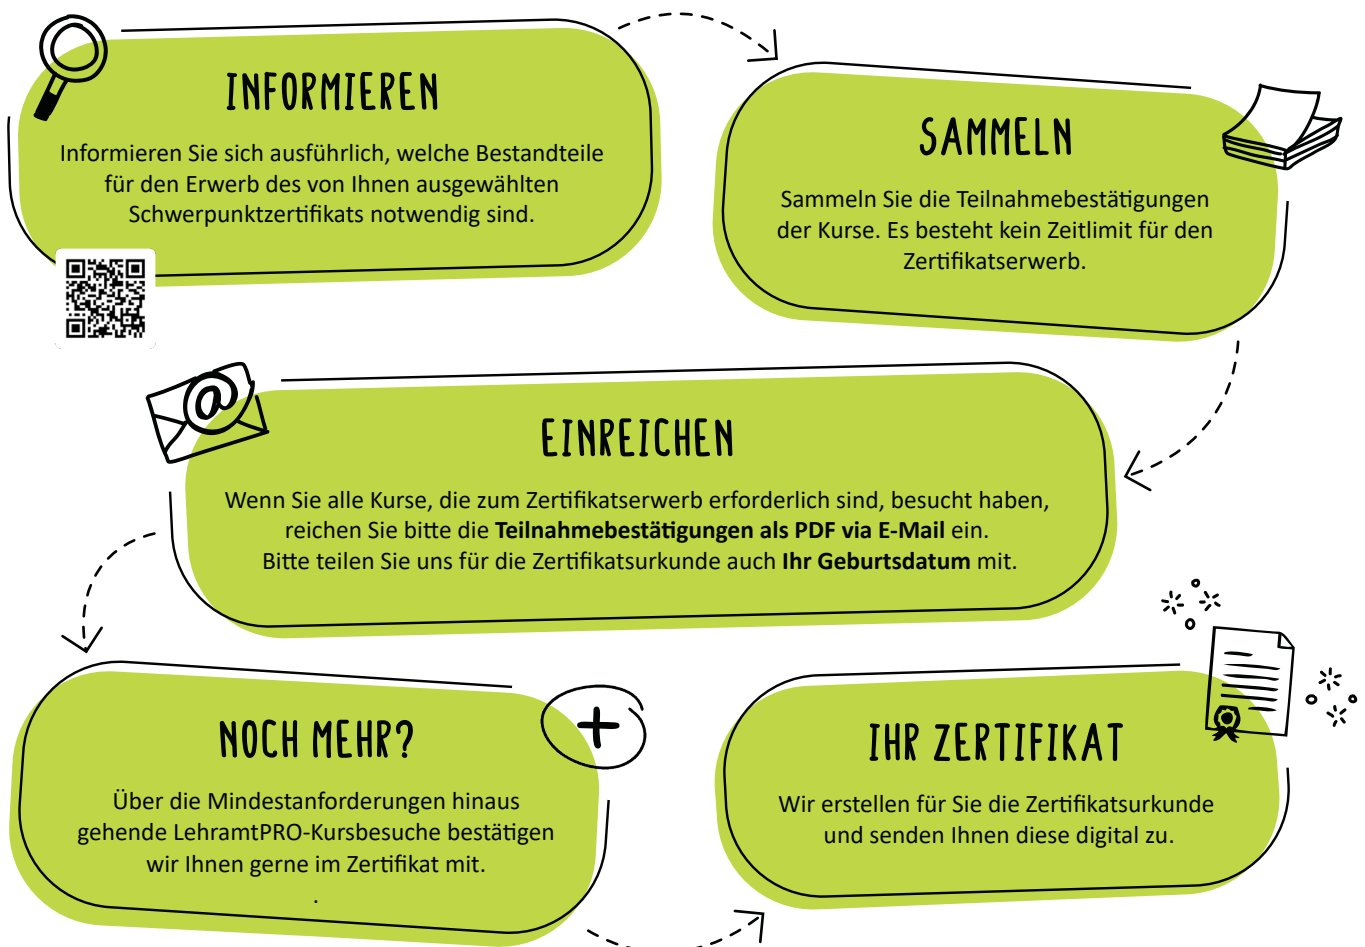 INFORMIEREN
Informieren Sie sich ausführlich, welche Bestandteile
für den Erwerb des von Ihnen ausgewählten
Schwerpunktzertifikats notwendig sind.
SAMMELN
Sammeln Sie die Teilnahmebestätigungen
der Kurse. Es besteht kein Zeitlimit für den
Zertifikatserwerb.
@
EINREICHEN
Wenn Sie alle Kurse, die zum Zertifikatserwerb erforderlich sind, besucht haben,
reichen Sie bitte die Teilnahmebestätigungen als PDF via E-Mail ein.
Bitte teilen Sie uns für die Zertifikatsurkunde auch Ihr Geburtsdatum mit.
NOCH MEHR?
Über die Mindestanforderungen hinaus
gehende LehramtPRO-Kursbesuche bestätigen
wir Ihnen gerne im Zertifikat mit.
.
IHR ZERTIFIKAT
Wir erstellen für Sie die Zertifikatsurkunde
und senden Ihnen diese digital zu.